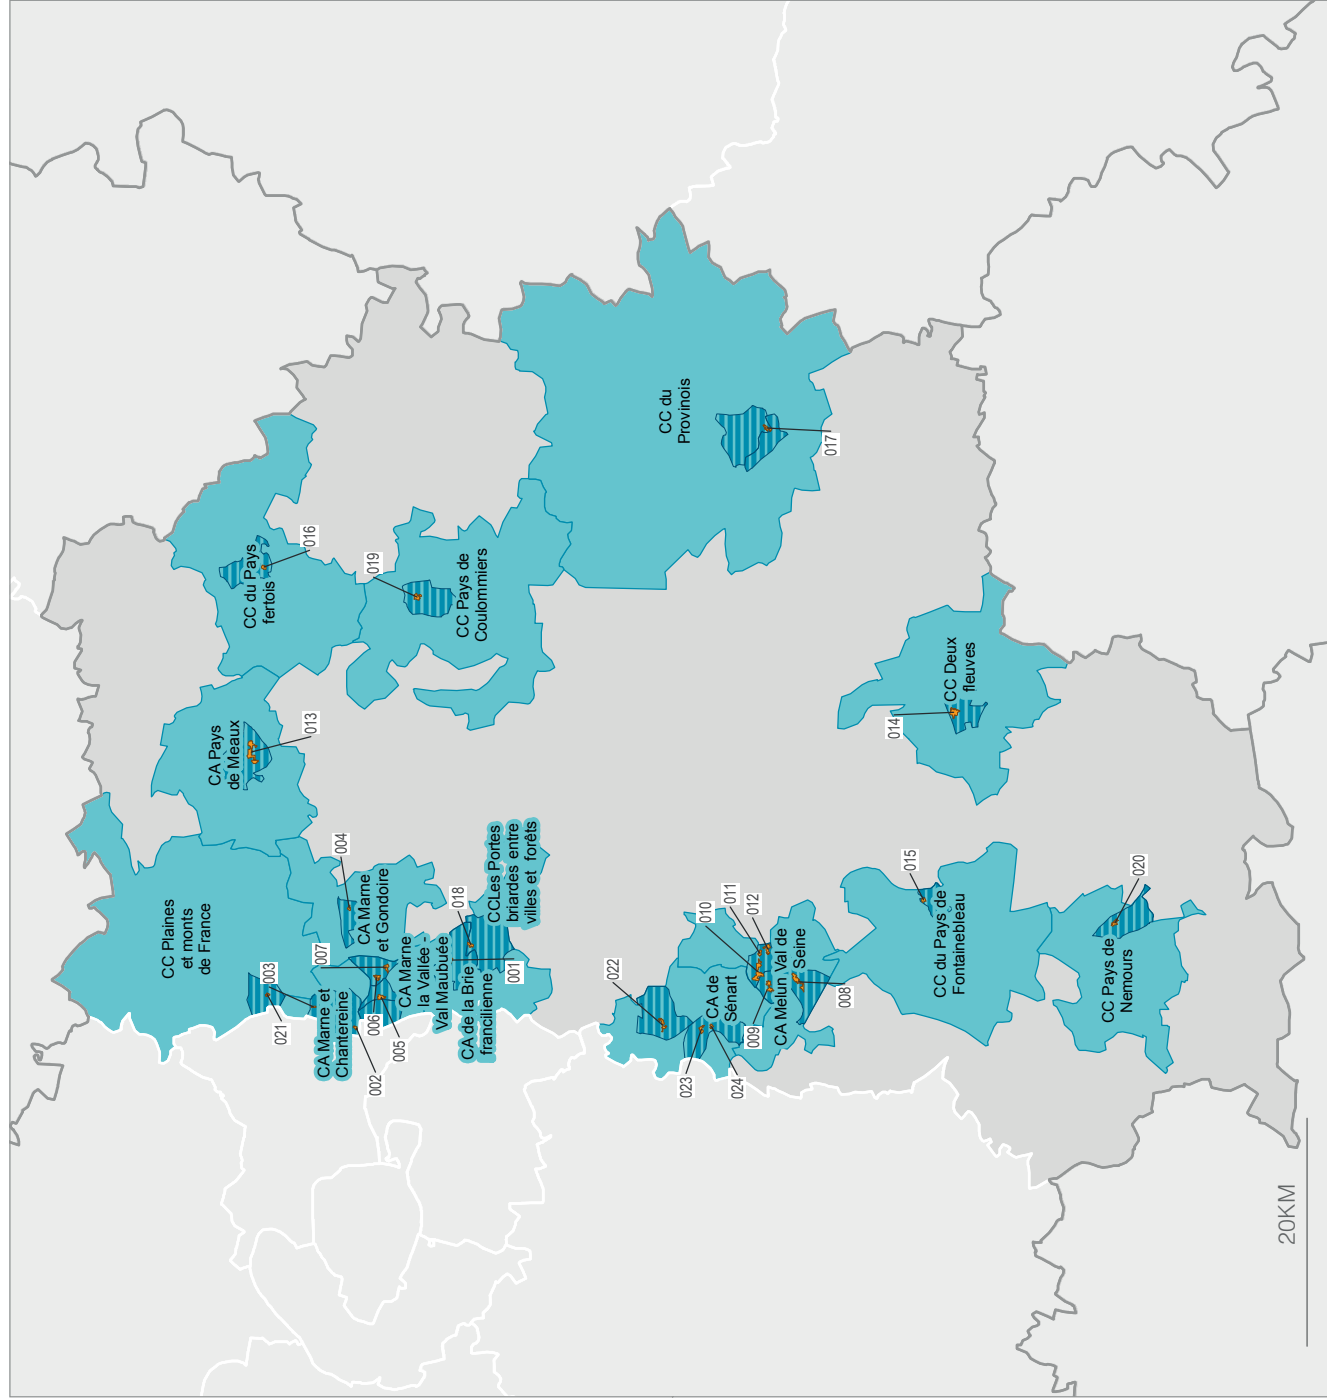 CC Plaines
et monts
de France
CA Pays
de Meaux
013
CC du Pays
fertois
016
019
CC Pays de
Coulommiers
CC du
Provinois
017
021
003
CA Marne et
Chantereine
002
007
006
005
004
CA Marne
et Gondoire
CA Marne
la Vallée -
Val Maubuée
CA de la Brie
francilienne
018
001
CCLes Portes
briardes entre
villes et forêts
022
023
024
CA de
Sénart
010
011
012
009
CA Melun Val de
Seine
008
014
CC Deux
fleuves
015
CC du Pays de
Fontainebleau
020
CC Pays de
Nemours
20KM